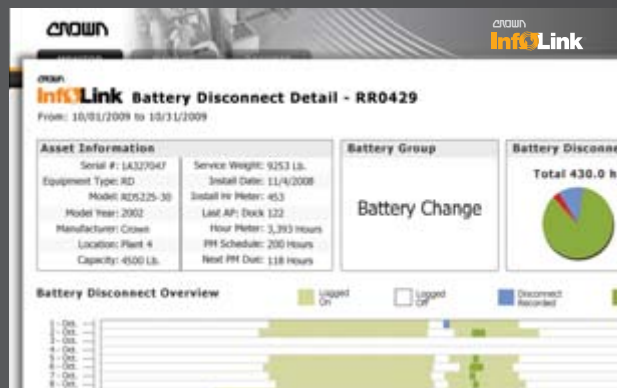 CROWN
CROWN
InfoLink
CROWN
InfoLink Battery Disconnect Detail - RR0429
From: 10/01/2009 to 10/31/2009
Asset Information
Battery Group
Battery Disconne
Serial #: 1A327047
Service Weight: 9253 Lb.
Total 430.0 h
Equipment Type: RD
Install Date: 11/4/2008
Model: RD5225-30
Install Hr Meter: 453
Battery Change
Model Year: 2002
Last AP: Dock 122
Manufacturer: Crown
Hour Meter: 3,393 Hours
Location: Plant 4
PM Schedule: 200 Hours
Capacity: 4500 Lb.
Next PM Due: 118 Hours
Battery Disconnect Overview
Logged On
Logged Off
Disconnect Recorded
1 - Oct.
2 - Oct.
3 - Oct.
4 - Oct.
5 - Oct.
6 - Oct.
7 - Oct.
8 - Oct.